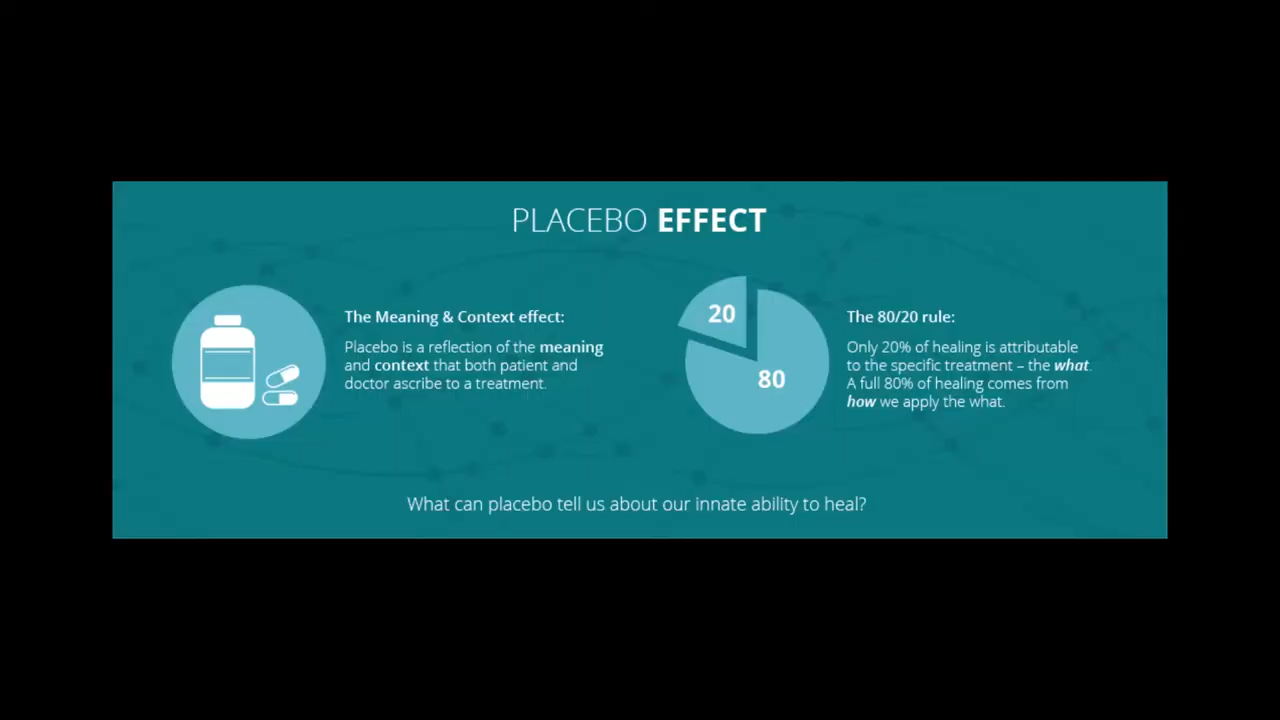 PLACEBO EFFECT
The Meaning & Context effect:
Placebo is a reflection of the meaning
and context that both patient and
doctor ascribe to a treatment.
20
80
The 80/20 rule:
Only 20% of healing is attributable
to the specific treatment – the what.
A full 80% of healing comes from
how we apply the what.
What can placebo tell us about our innate ability to heal?